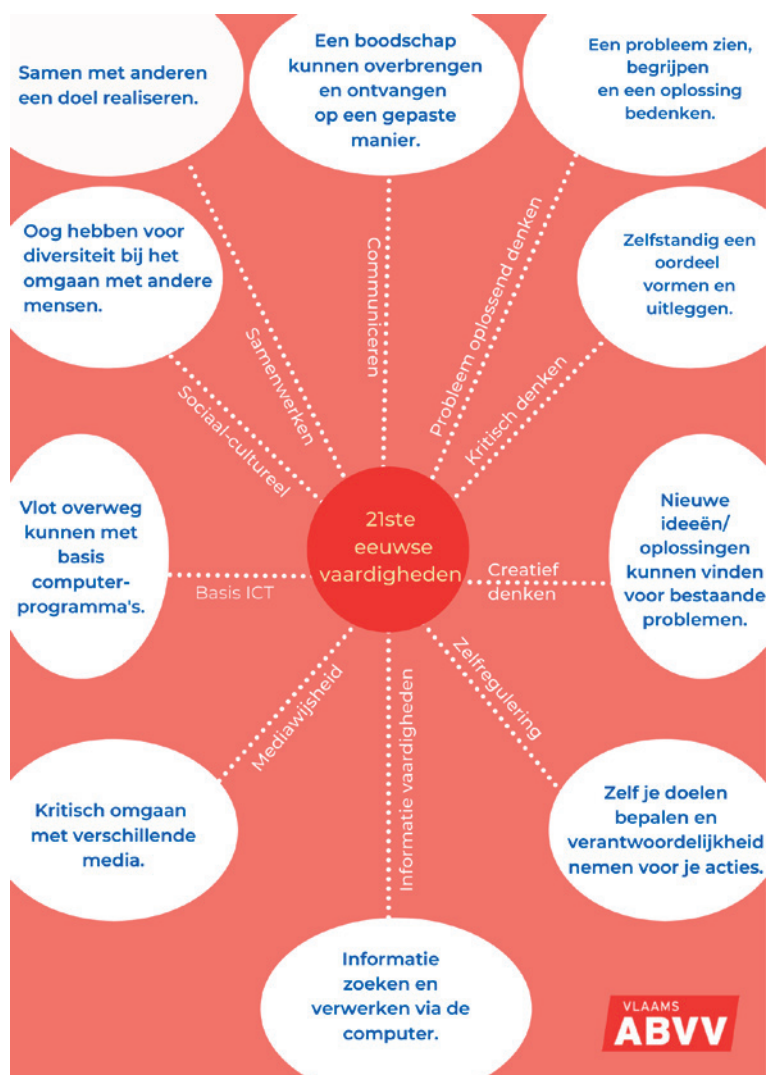 Samen met anderen
een doel realiseren.
Een boodschap
kunnen overbrengen
en ontvangen
op een gepaste
manier.
Een probleem zien,
begrijpen
en een oplossing
bedenken.
Oog hebben voor
diversiteit bij het
omgaan met andere
mensen.
Zelfstandig een
oordeel
vormen en
uitleggen.
Sociaal-cultureel
Samenwerken
Communiceren
Probleem oplossend denken
Kritisch denken
Vlot overweg
kunnen met
basis
computer-
programma's.
Basis ICT
21ste
eeuwse
vaardigheden
Creatief
denken
Nieuwe
ideeën/
oplossingen
kunnen vinden
voor bestaande
problemen.
Mediawijsheid
Informatie vaardigheden
Zelfregulering
Kritisch omgaan
met verschillende
media.
Zelf je doelen
bepalen en
verantwoordelijkheid
nemen voor je acties.
Informatie
zoeken en
verwerken via de
computer.
VLAAMS
ABVV